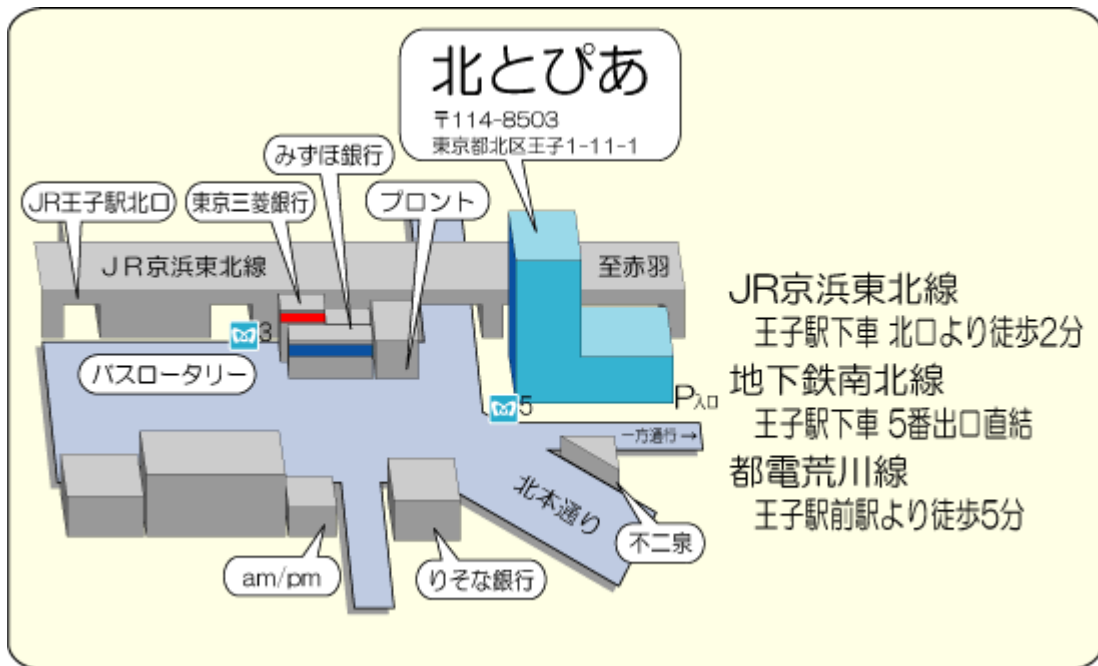 北とぴあ
〒114-8503
東京都北区王子1-11-1
みずほ銀行
JR王子駅北口
東京三菱銀行
プロント
JR京浜東北線
至赤羽
3
バスロータリー
5
P入口
一方通行→
北本通り
不二泉
am/pm
りそな銀行
JR京浜東北線
王子駅下車 北口より徒歩2分
地下鉄南北線
王子駅下車 5番出口直結
都電荒川線
王子駅前駅より徒歩5分